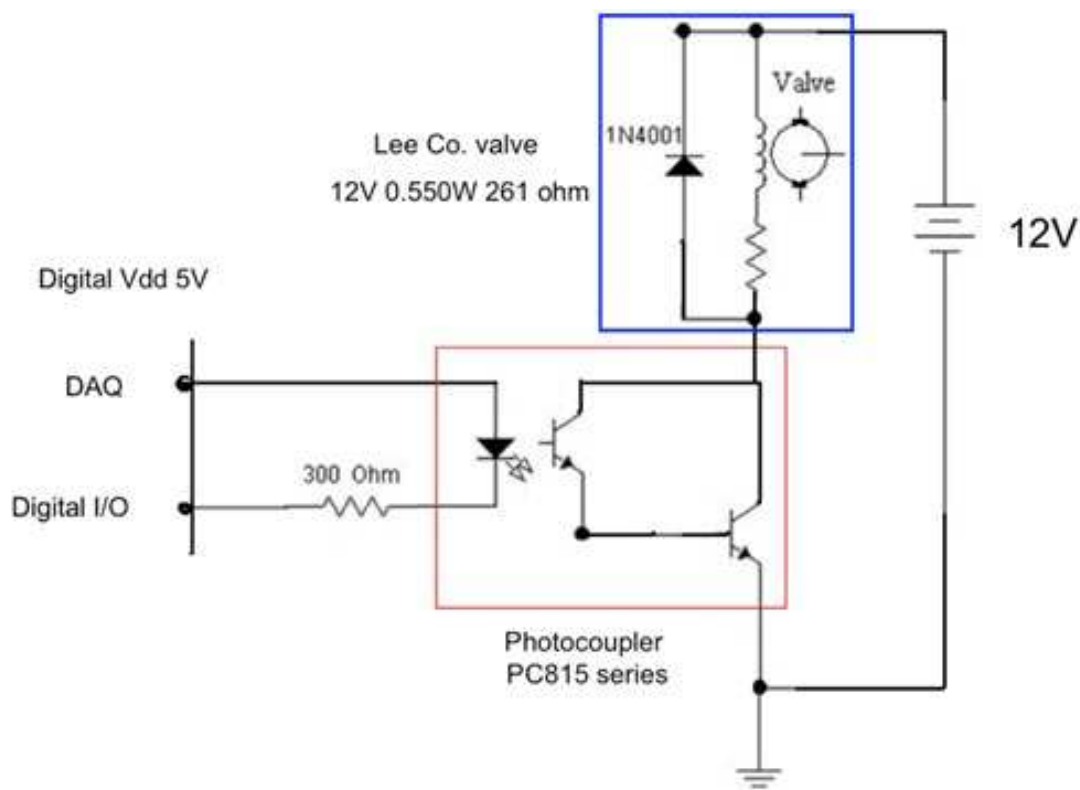 Valve
1N4001
Lee Co. valve
12V 0.550W 261 ohm
12V
Digital Vdd 5V
DAQ
300 Ohm
Digital I/O
Photocoupler
PC815 series